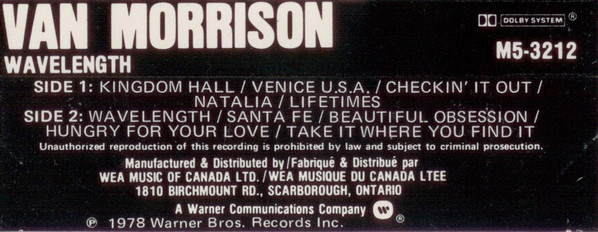 VAN MORRISON
WAVELENGTH
DOLBY SYSTEM ®
M5-3212
SIDE 1: KINGDOM HALL / VENICE U.S.A. / CHECKIN' IT OUT /
NATALIA / LIFETIMES
SIDE 2: WAVELENGTH / SANTA FE / BEAUTIFUL OBSESSION /
HUNGRY FOR YOUR LOVE / TAKE IT WHERE YOU FIND IT
Unauthorized reproduction of this recording is prohibited by law and subject to criminal prosecution.
Manufactured & Distributed by / Fabriqué & Distribué par
WEA MUSIC OF CANADA LTD. / WEA MUSIQUE DU CANADA LTEE
1810 BIRCHMOUNT RD., SCARBOROUGH, ONTARIO
A Warner Communications Company ®
℗ 1978 Warner Bros. Records Inc.